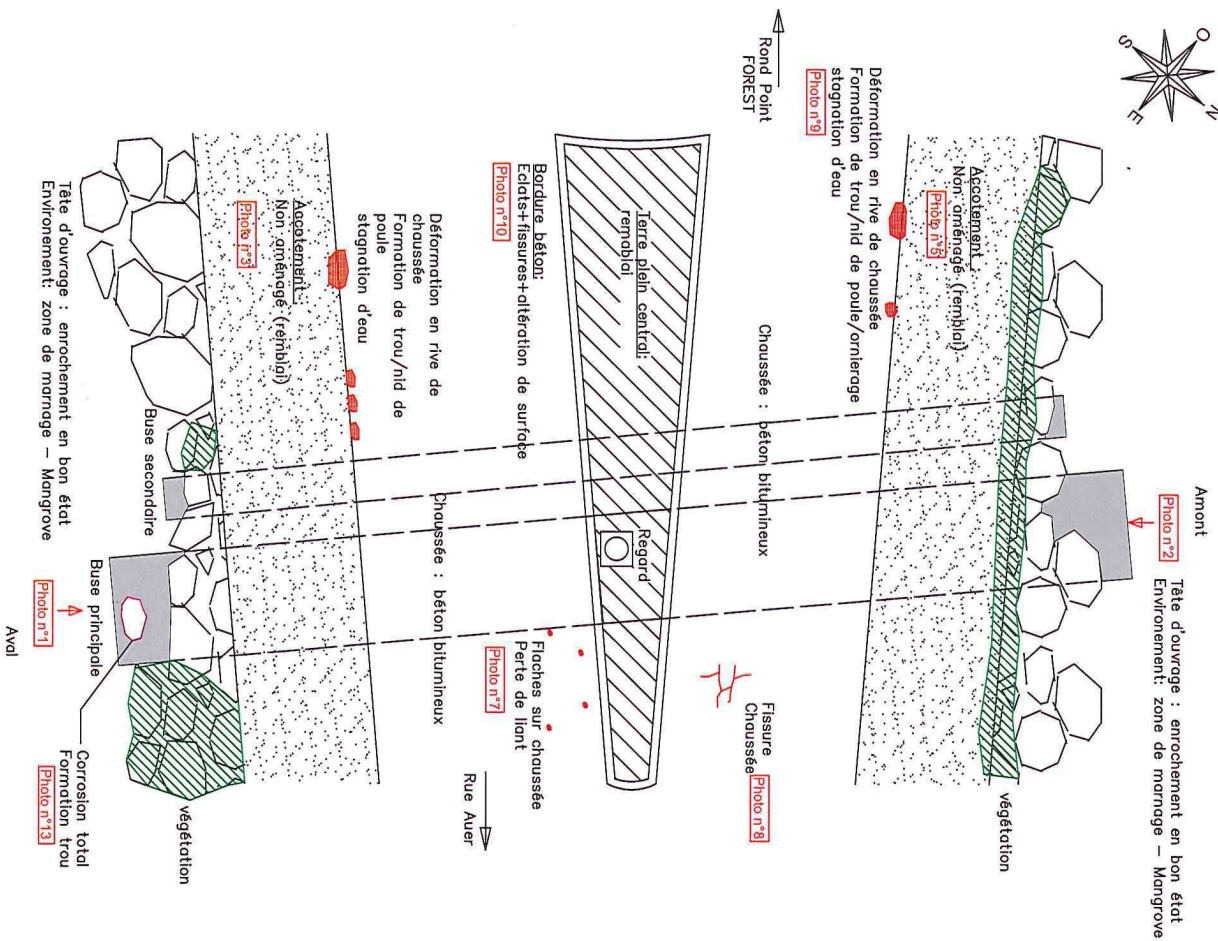 O
N
S
E
Amont
Photo n°2
Tête d'ouvrage : enrochement en bon état
Environement: zone de marnage – Mangrove
végétation
Accotement :
Non aménagé (remblai)
Photo n°5
Déformation en rive de chaussée
Formation de trou/nid de poule/ornierage
stagnation d'eau
Photo n°9
Rond Point
FOREST
Chaussée : béton bitumineux
Fissure
Chaussée
Photo n°8
Terre plein central:
remablai
Regard
Bordure béton:
Eclats+fissures+altération de surface
Photo n°10
Flaches sur chaussée
Perte de liant
Photo n°7
Rue Auer
Déformation en rive de
chaussée
Formation de trou/nid de
poule
stagnation d'eau
Chaussée : béton bitumineux
Accotement :
Non aménagé (remblai)
Photo n°3
Buse secondaire
Buse principale
végétation
Tête d'ouvrage : enrochement en bon état
Environement: zone de marnage – Mangrove
Photo n°1
Aval
Corrosion total
Formation trou
Photo n°13